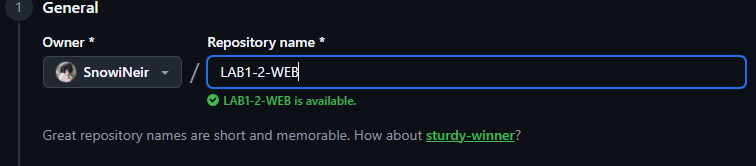 1 General
Owner * Repository name *
SnowiNeir / LAB1-2-WEB
LAB1-2-WEB is available.
Great repository names are short and memorable. How about sturdy-winner?